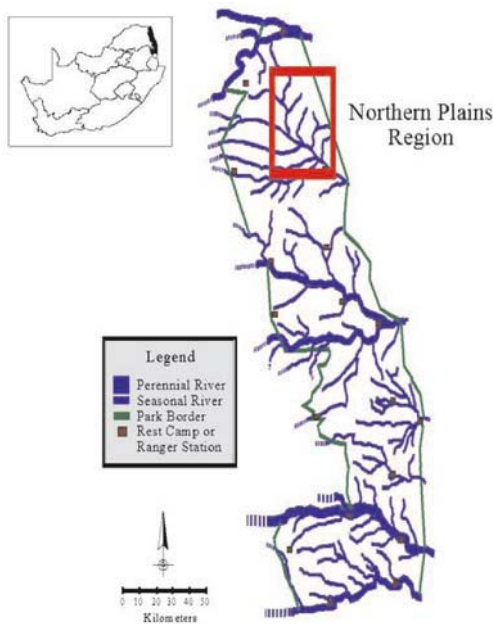 Northern Plains
Region
Legend
Perennial River
Seasonal River
Park Border
Rest Camp or
Ranger Station
0 10 20 30 40 50
Kilometers